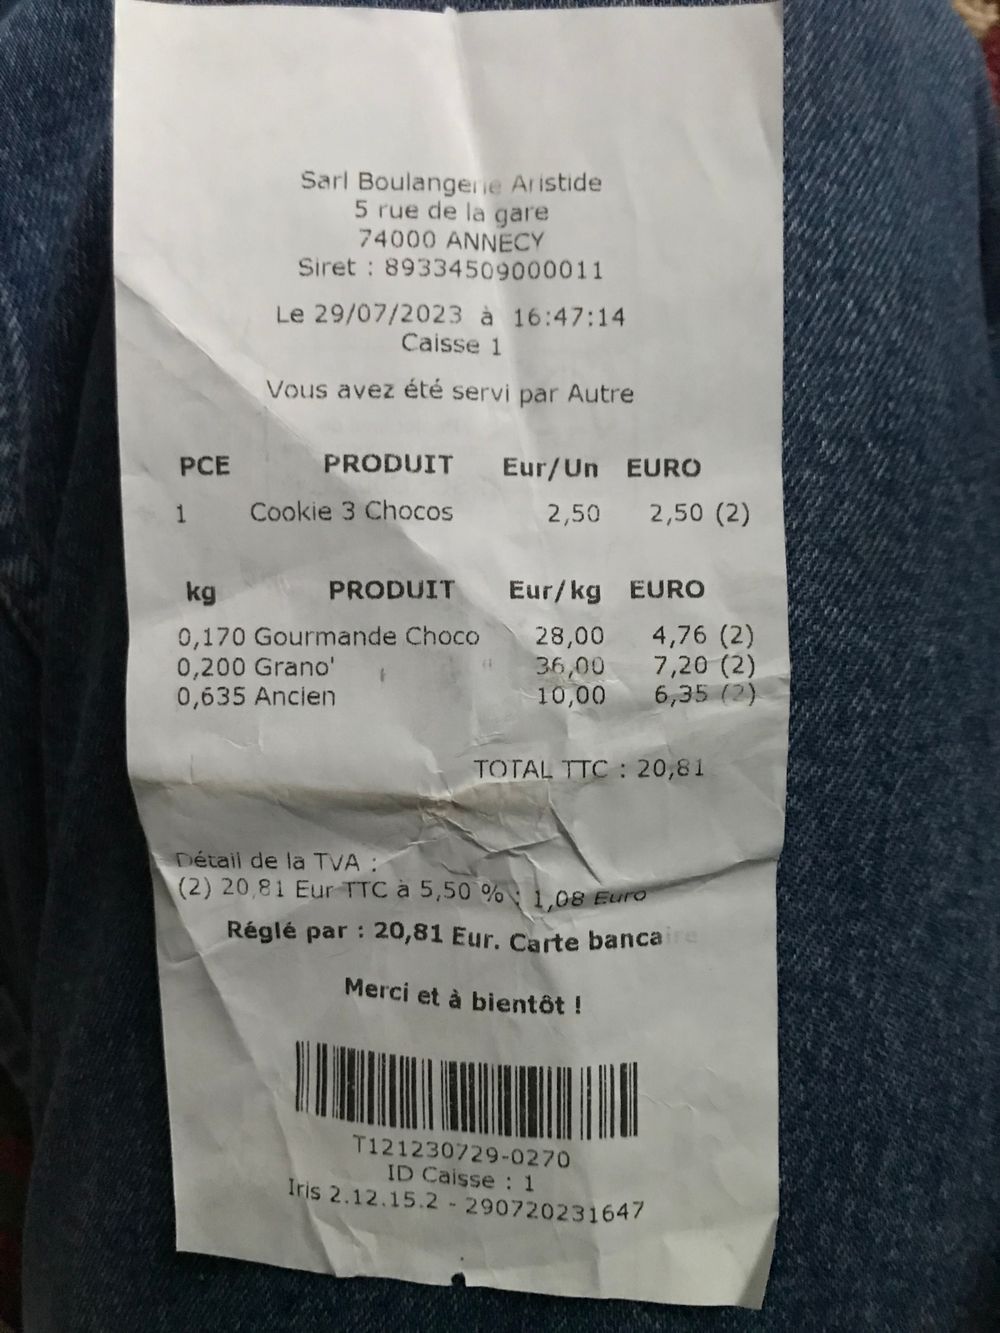 Sarl Boulangerie Aristide
5 rue de la gare
74000 ANNECY
Siret : 89334509000011
Le 29/07/2023 à 16:47:14
Caisse 1
Vous avez été servi par Autre
PCE PRODUIT Eur/Un EURO
1 Cookie 3 Chocos 2,50 2,50 (2)
kg PRODUIT Eur/kg EURO
0,170 Gourmande Choco 28,00 4,76 (2)
0,200 Grano' 36,00 7,20 (2)
0,635 Ancien 10,00 6,35 (2)
TOTAL TTC : 20,81
Détail de la TVA :
(2) 20,81 Eur TTC à 5,50 % : 1,08 Euro
Réglé par : 20,81 Eur. Carte bancaire
Merci et à bientôt !
T121230729-0270
ID Caisse : 1
Iris 2.12.15.2 - 290720231647